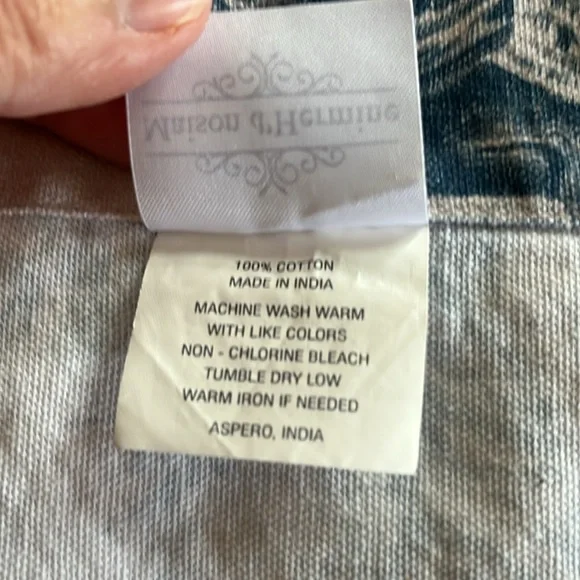 Maison d'Hermine
100% COTTON
MADE IN INDIA
MACHINE WASH WARM
WITH LIKE COLORS
NON - CHLORINE BLEACH
TUMBLE DRY LOW
WARM IRON IF NEEDED
ASPERO, INDIA